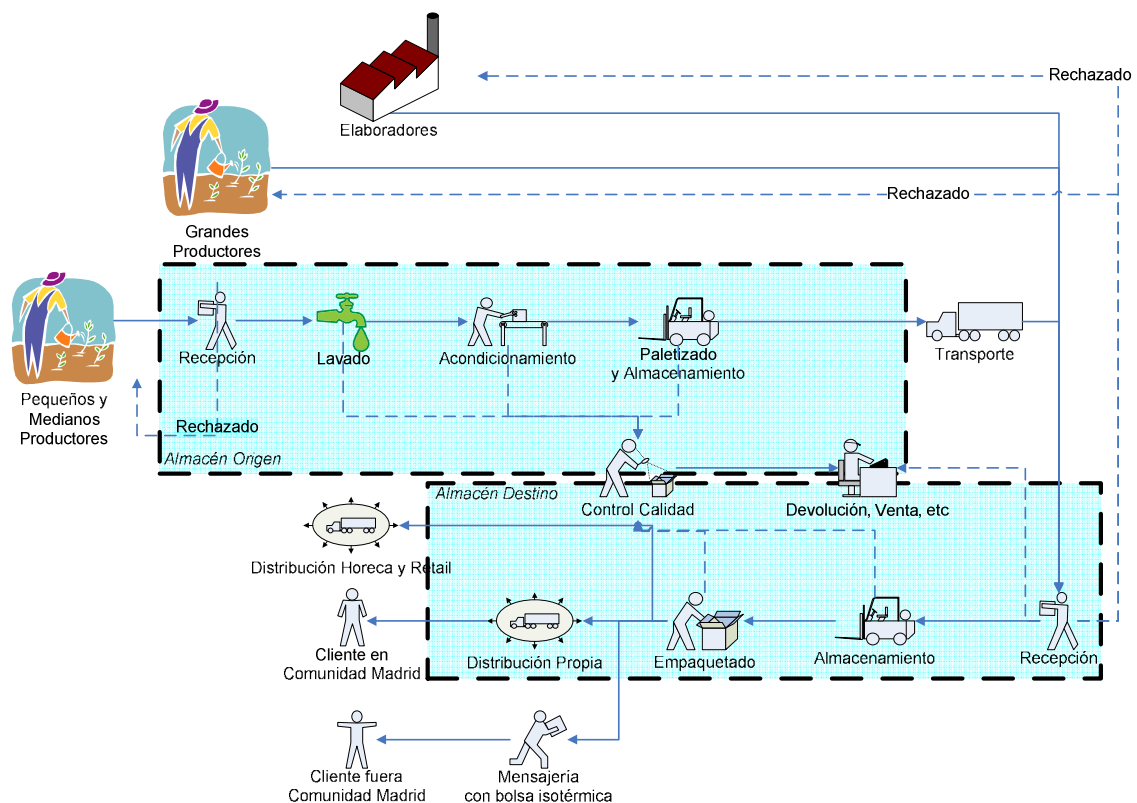 Rechazado
Elaboradores
Rechazado
Grandes
Productores
Recepción
Lavado
Acondicionamiento
Paletizado
y Almacenamiento
Transporte
Pequeños y
Medianos
Productores
Rechazado
Almacén Origen
Almacén Destino
Control Calidad
Devolución, Venta, etc
Distribución Horeca y Retail
Cliente en
Comunidad Madrid
Distribución Propia
Empaquetado
Almacenamiento
Recepción
Cliente fuera
Comunidad Madrid
Mensajeria
con bolsa isotérmica